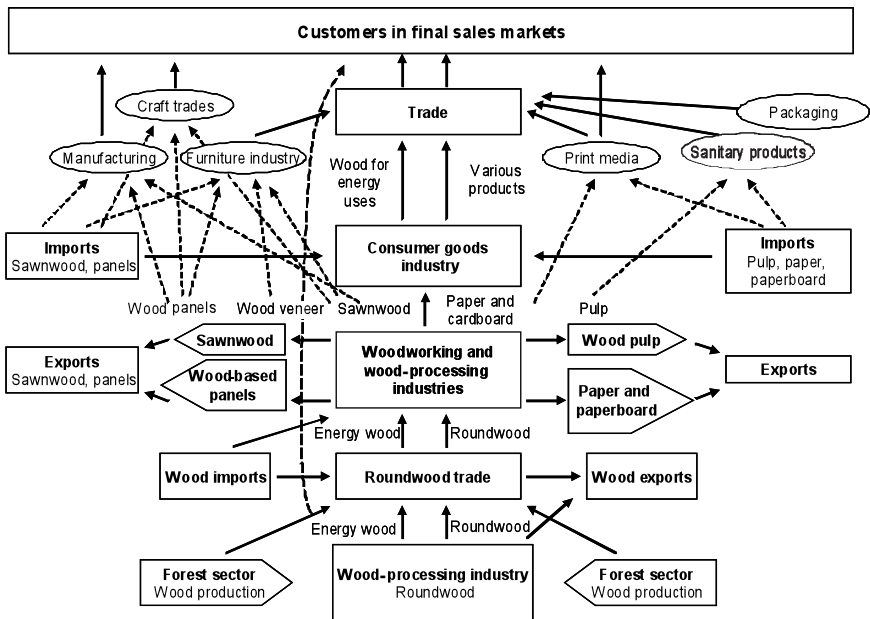 Customers in final sales markets
Craft trades
Trade
Packaging
Manufacturing
Furniture industry
Print media
Sanitary products
Wood for
energy
uses
Various
products
Imports
Sawnwood, panels
Consumer goods
industry
Imports
Pulp, paper,
paperboard
Wood panels
Wood veneer
Sawnwood
Paper and
cardboard
Pulp
Sawnwood
Wood pulp
Exports
Sawnwood, panels
Wood-based
panels
Woodworking and
wood-processing
industries
Paper and
paperboard
Exports
Energy wood
Roundwood
Wood imports
Roundwood trade
Wood exports
Energy wood
Roundwood
Forest sector
Wood production
Wood-processing industry
Roundwood
Forest sector
Wood production